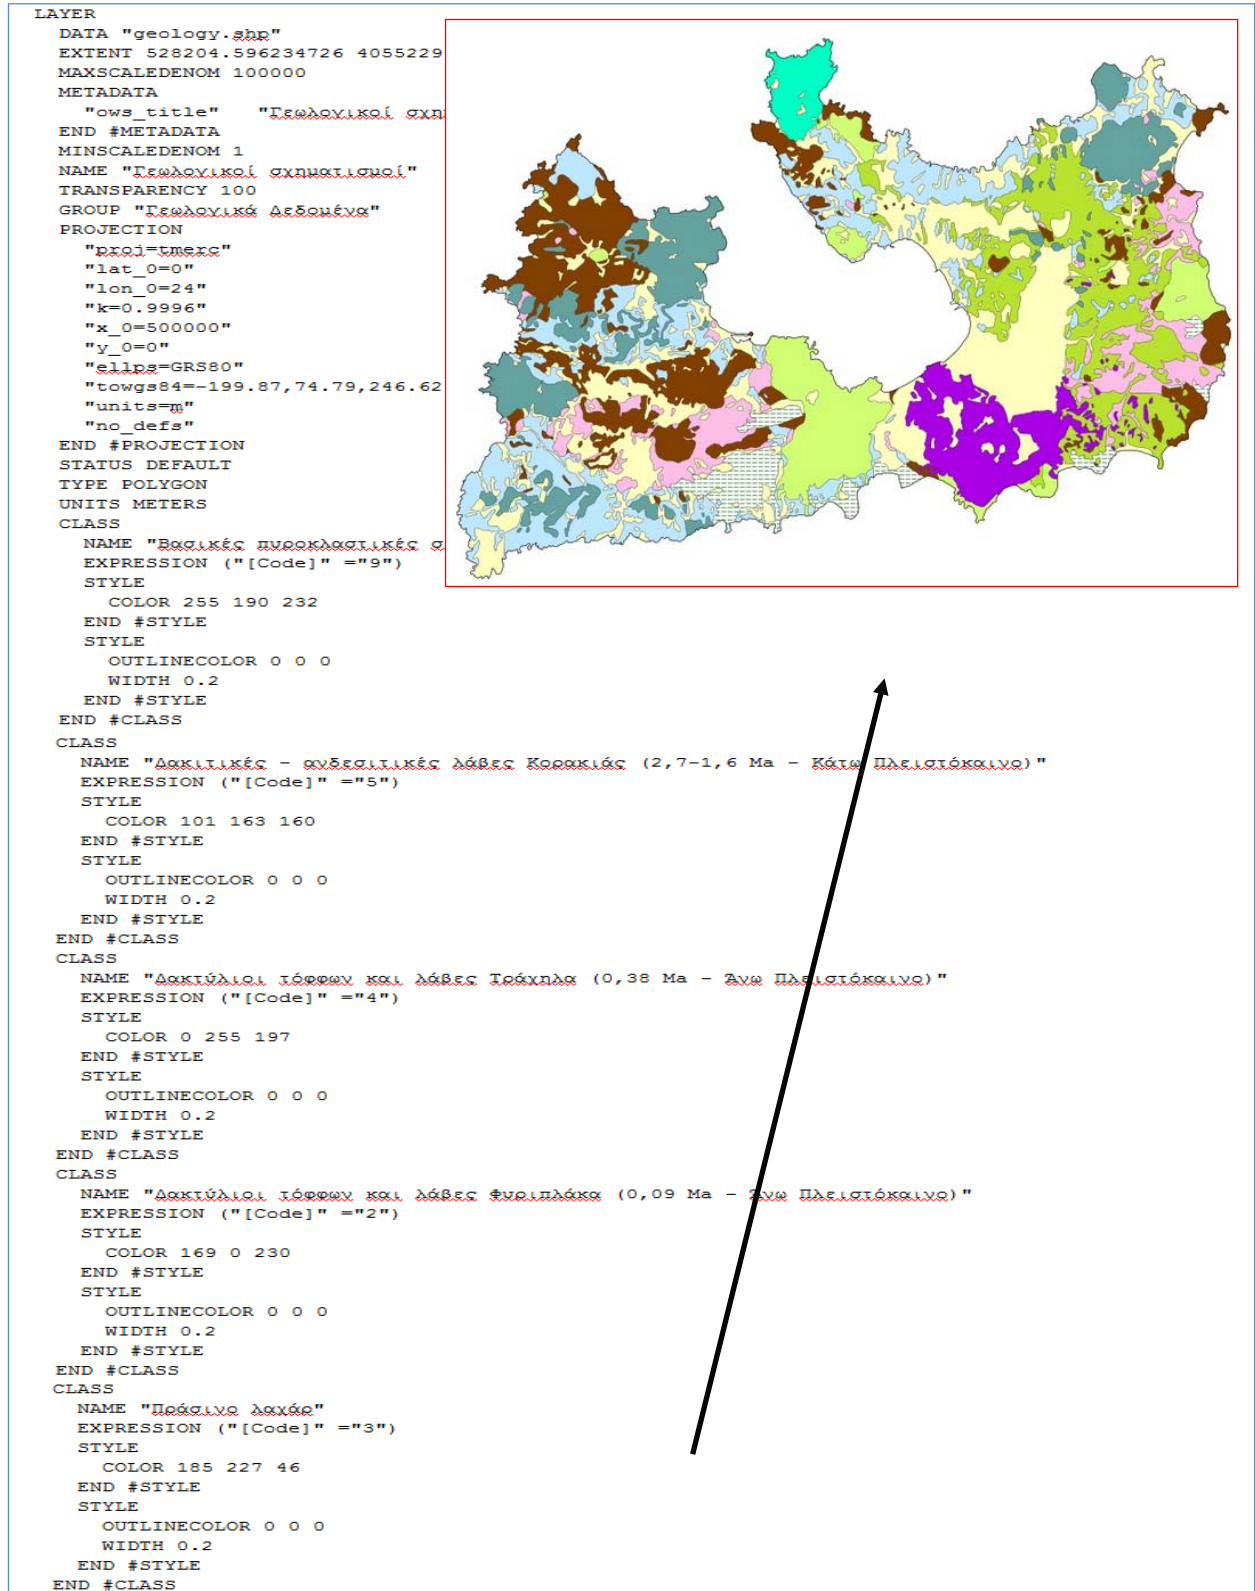 LAYER
DATA "geology.shp"
EXTENT 528204.596234726 4055229
MAXSCALEDENOM 100000
METADATA
"ows_title" "Γεωλογικοί σχη
END #METADATA
MINSCALEDENOM 1
NAME "Γεωλογικοί σχηματισμοί"
TRANSPARENCY 100
GROUP "Γεωλογικά Δεδομένα"
PROJECTION
"proj=tmerc"
"lat_0=0"
"lon_0=24"
"k=0.9996"
"x_0=500000"
"y_0=0"
"ellps=GRS80"
"towgs84=-199.87,74.79,246.62
"units=m"
"no_defs"
END #PROJECTION
STATUS DEFAULT
TYPE POLYGON
UNITS METERS
CLASS
NAME "Βασικές πυροκλαστικές σ
EXPRESSION ("[Code]" ="9")
STYLE
COLOR 255 190 232
END #STYLE
STYLE
OUTLINECOLOR 0 0 0
WIDTH 0.2
END #STYLE
END #CLASS
CLASS
NAME "Δακιτικές – ανδεσιτικές λάβες Κορακιάς (2,7-1,6 Ma – Κάτω Πλειστόκαινο)"
EXPRESSION ("[Code]" ="5")
STYLE
COLOR 101 163 160
END #STYLE
STYLE
OUTLINECOLOR 0 0 0
WIDTH 0.2
END #STYLE
END #CLASS
CLASS
NAME "Δακτύλιοι τόφφων και λάβες Τράχηλα (0,38 Ma – Άνω Πλειστόκαινο)"
EXPRESSION ("[Code]" ="4")
STYLE
COLOR 0 255 197
END #STYLE
STYLE
OUTLINECOLOR 0 0 0
WIDTH 0.2
END #STYLE
END #CLASS
CLASS
NAME "Δακτύλιοι τόφφων και λάβες Φυριπλάκα (0,09 Ma – Άνω Πλειστόκαινο)"
EXPRESSION ("[Code]" ="2")
STYLE
COLOR 169 0 230
END #STYLE
STYLE
OUTLINECOLOR 0 0 0
WIDTH 0.2
END #STYLE
END #CLASS
CLASS
NAME "Πράσινο λαχάρ"
EXPRESSION ("[Code]" ="3")
STYLE
COLOR 185 227 46
END #STYLE
STYLE
OUTLINECOLOR 0 0 0
WIDTH 0.2
END #STYLE
END #CLASS